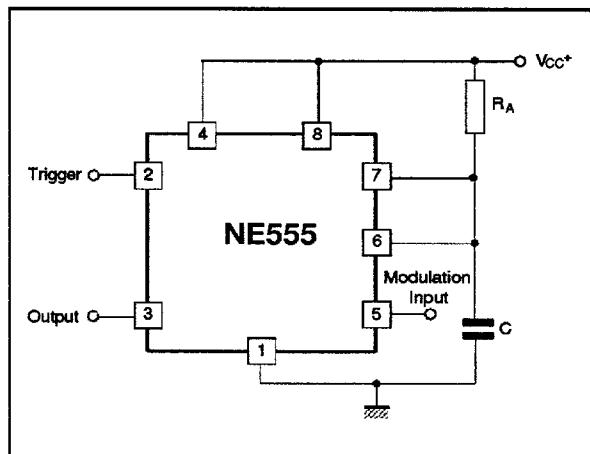 Vcc+
RA
4
8
Trigger
2
7
NE555
6
Modulation
Input
Output
3
5
C
1